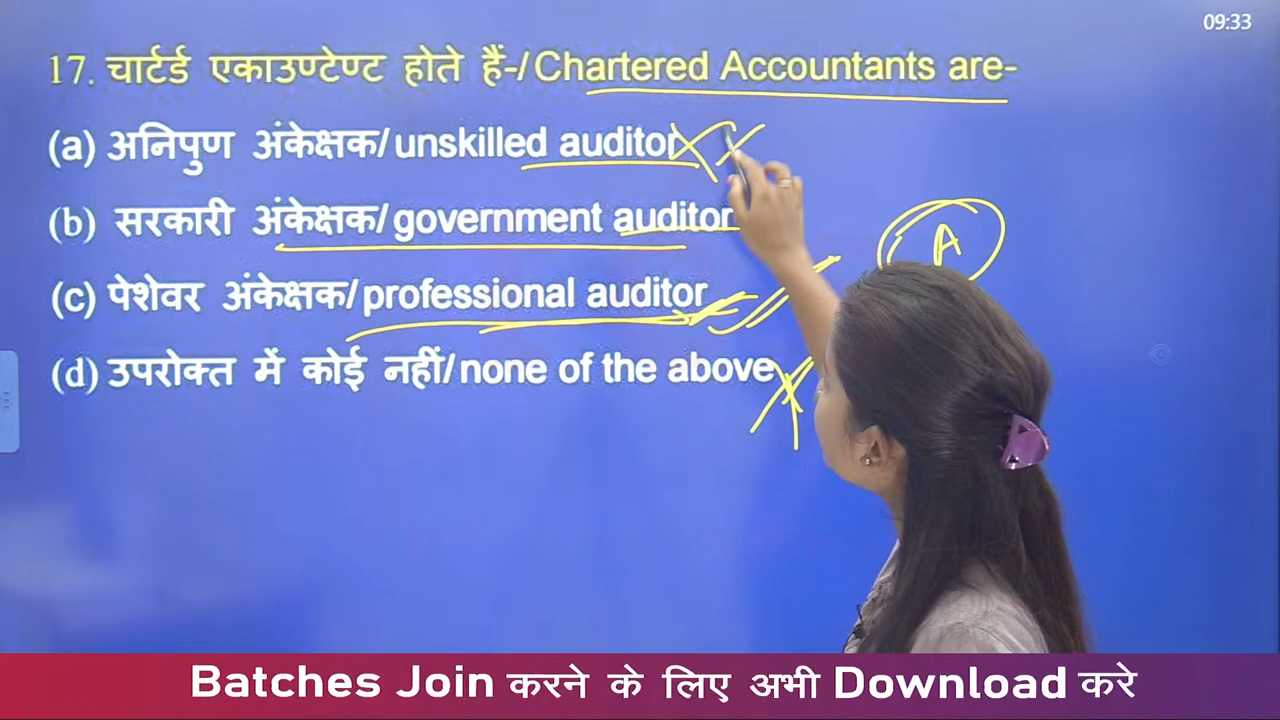 09:33
17. चार्टर्ड एकाउण्टेण्ट होते हैं-/Chartered Accountants are-
(a) अनिपुण अंकेक्षक/unskilled auditor
(b) सरकारी अंकेक्षक/government auditor
A
(c) पेशेवर अंकेक्षक/professional auditor
(d) उपरोक्त में कोई नहीं/none of the above
Batches Join करने के लिए अभी Download करे